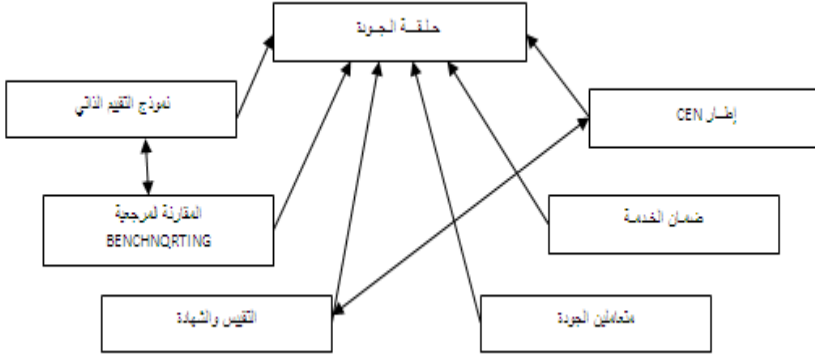 حلقة الجودة
نموذج التقييم الذاتي
إطار CEN
المقارنة المرجعية
BENCHNQRTING
ضمان الخدمة
التقييس والشهادة
متعاملين الجودة